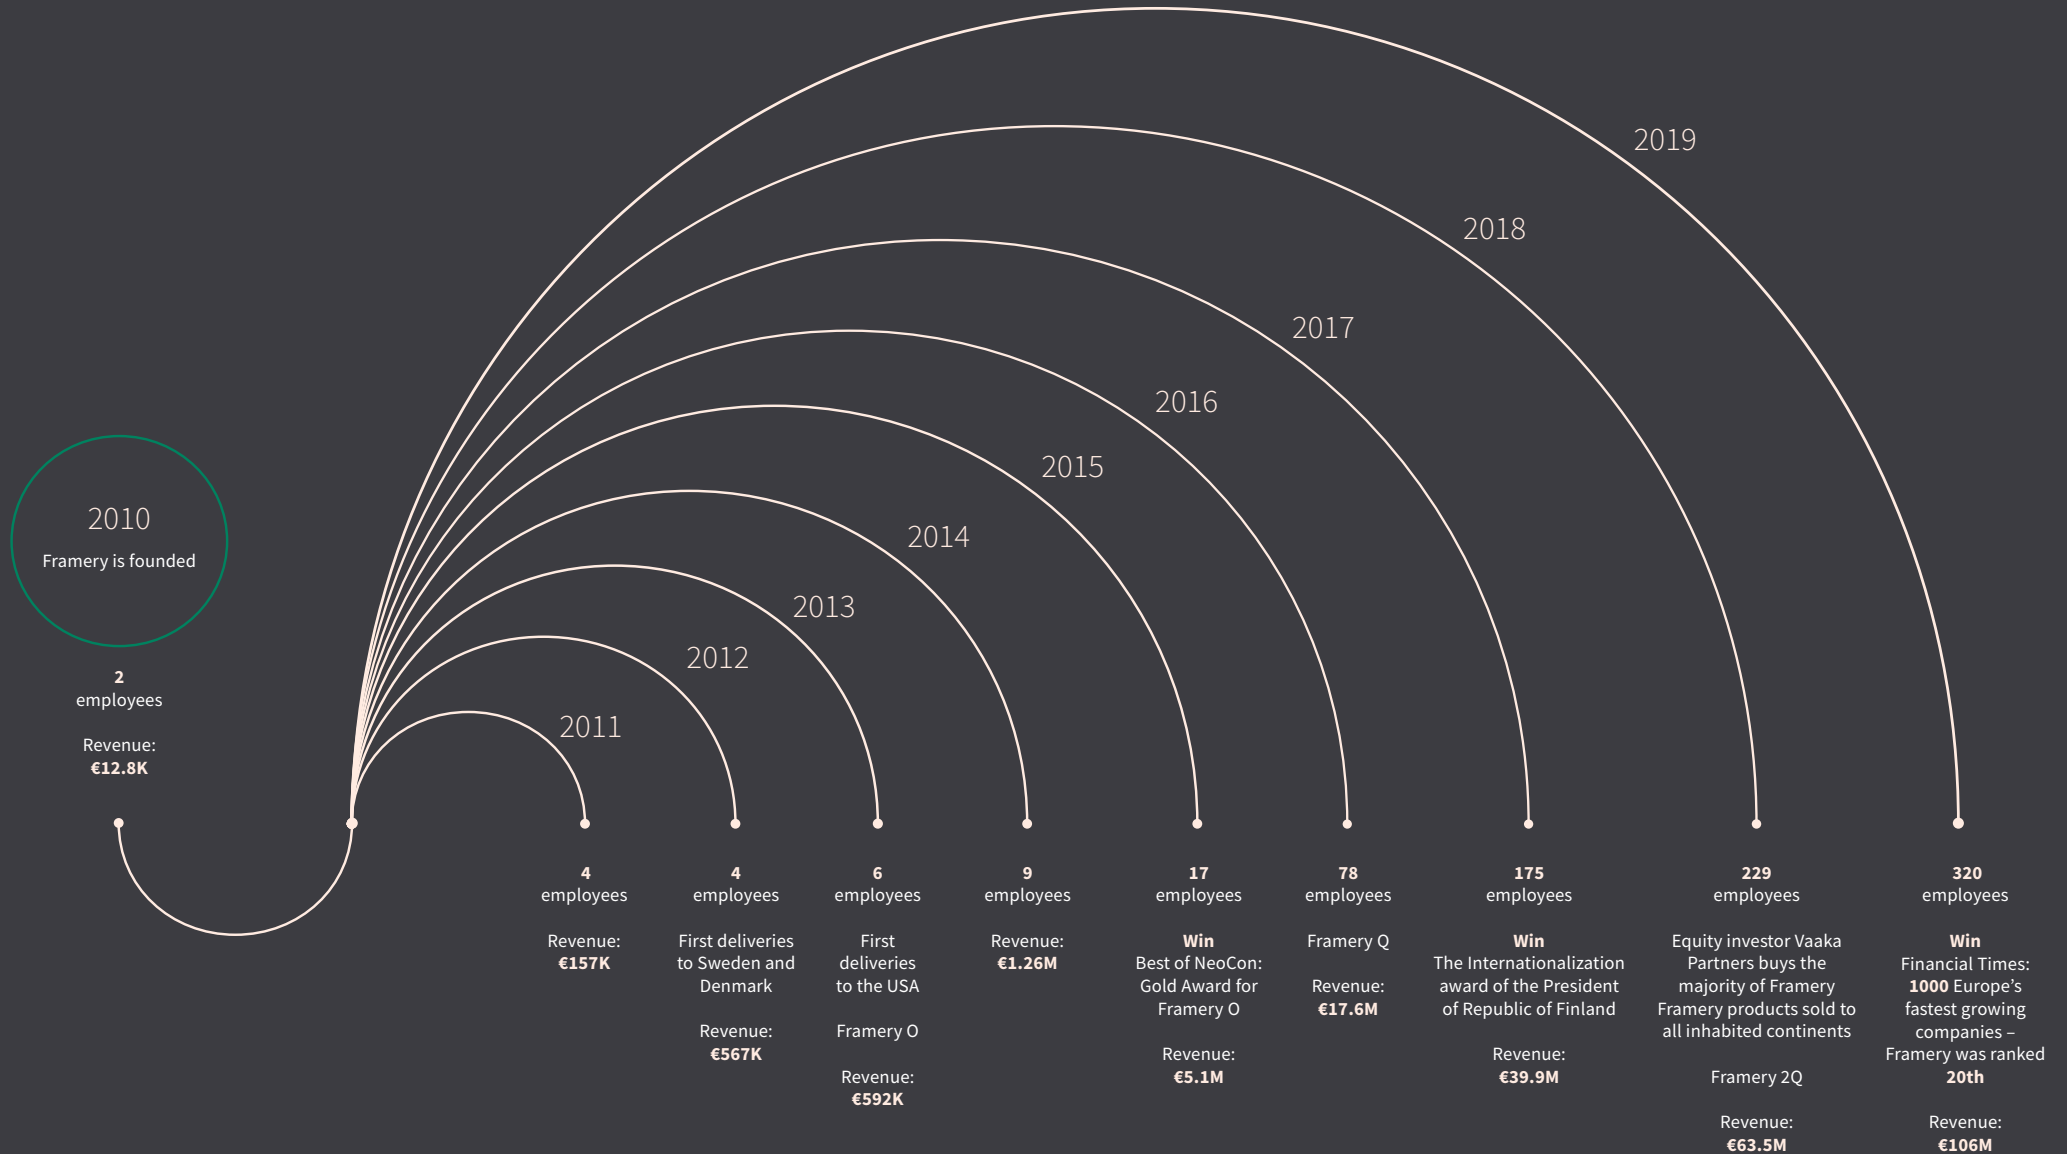 2010
Framery is founded
2
employees
Revenue:
€12.8K
2011
4
employees
Revenue:
€157K
2012
4
employees
First deliveries
to Sweden and
Denmark
Revenue:
€567K
2013
6
employees
First
deliveries
to the USA
Framery O
Revenue:
€592K
2014
9
employees
Revenue:
€1.26M
2015
17
employees
Win
Best of NeoCon:
Gold Award for
Framery O
Revenue:
€5.1M
2016
78
employees
Framery Q
Revenue:
€17.6M
2017
175
employees
Win
The Internationalization
award of the President
of Republic of Finland
Revenue:
€39.9M
2018
229
employees
Equity investor Vaaka
Partners buys the
majority of Framery
Framery products sold to
all inhabited continents
Framery 2Q
Revenue:
€63.5M
2019
320
employees
Win
Financial Times:
1000 Europe’s
fastest growing
companies –
Framery was ranked
20th
Revenue:
€106M